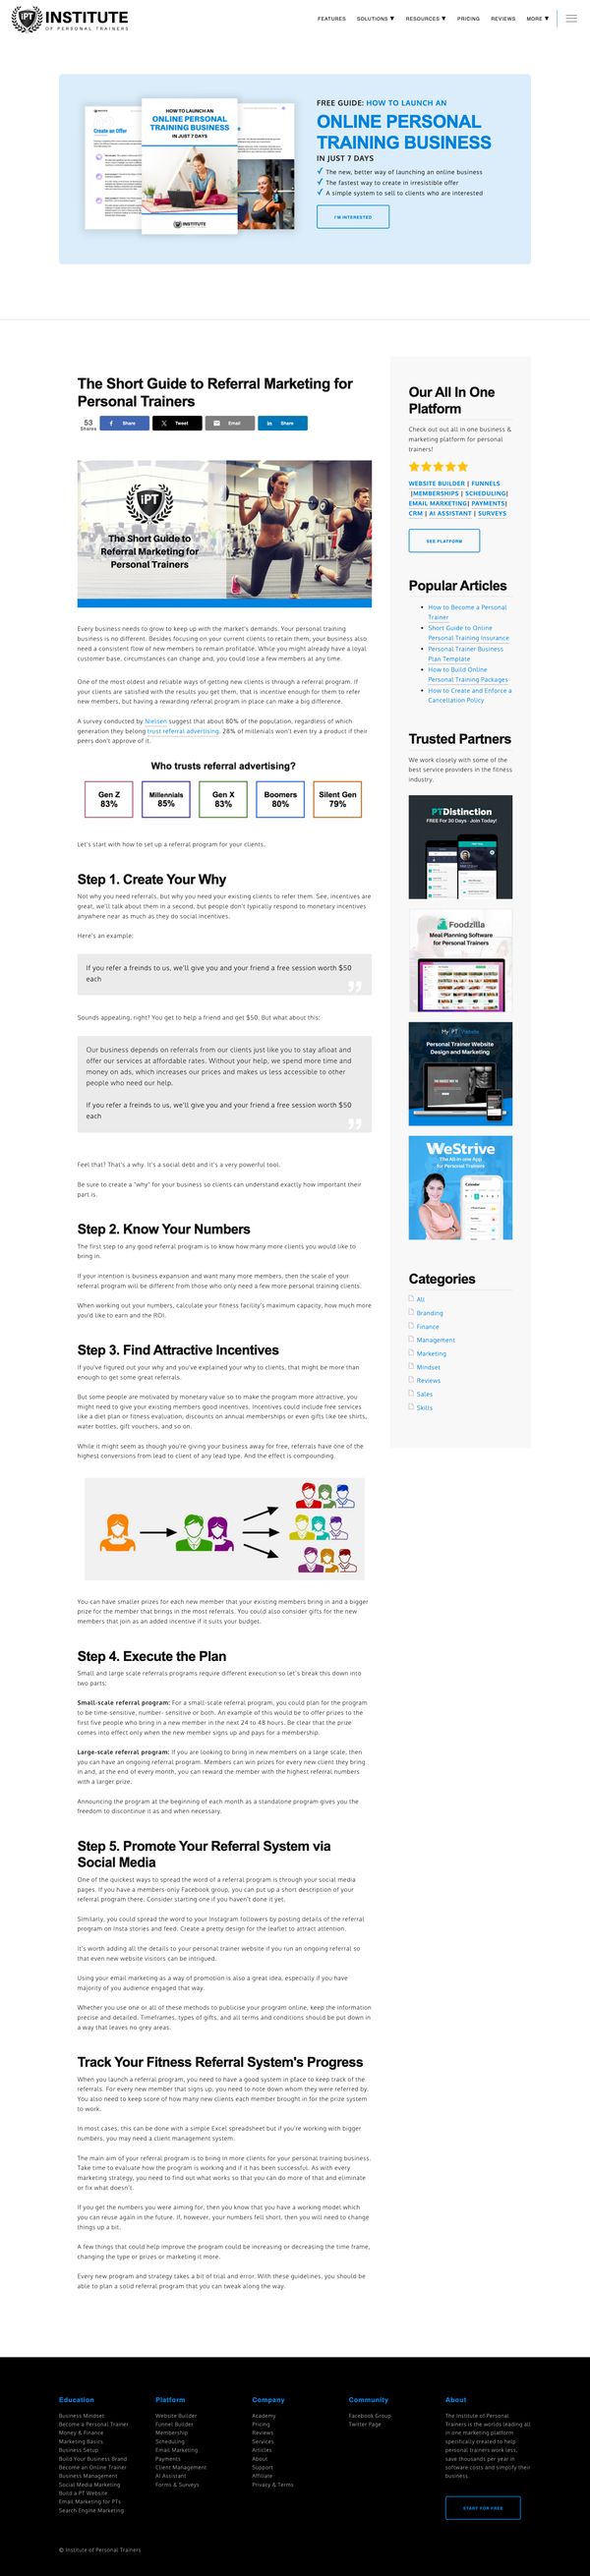 INSTITUTE
OF PERSONAL TRAINERS
FEATURES SOLUTIONS ▼ RESOURCES ▼ PRICING REVIEWS MORE ▼
HOW TO LAUNCH AN
ONLINE PERSONAL
TRAINING BUSINESS
IN JUST 7 DAYS
Create an Offer
INSTITUTE
FREE GUIDE: HOW TO LAUNCH AN
ONLINE PERSONAL
TRAINING BUSINESS
IN JUST 7 DAYS
The new, better way of launching an online business
The fastest way to create in irresistible offer
A simple system to sell to clients who are interested
I'M INTERESTED
The Short Guide to Referral Marketing for
Personal Trainers
53
Shares
Share
Tweet
Email
Share
iPT
The Short Guide to
Referral Marketing for
Personal Trainers
Every business needs to grow to keep up with the market's demands. Your personal training
business is no different. Besides focusing on your current clients to retain them, your business also
need a consistent flow of new members to remain profitable. While you might already have a loyal
customer base, circumstances can change and, you could lose a few members at any time.
One of the most oldest and reliable ways of getting new clients is through a referral program. If
your clients are satisfied with the results you get them, that is more than enough for them to refer
new members, but having a rewarding referral program in place can make a big difference.
A survey conducted by Nielsen suggest that about 80% of the population, regardless of which
generation they belong trust referral advertising. 28% of millenials won't even try a product if their
peers don't approve of it.
Who trusts referral advertising?
Gen Z
83%
Millennials
85%
Gen X
83%
Boomers
80%
Silent Gen
79%
Let's start with how to set up a referral program for your clients.
Step 1. Create Your Why
Not why you need referrals, but why you need your existing clients to refer them. See, incentives are
great, we'll talk about them in a second, but people don't typically respond to monetary incentives
anywhere near as much as they do social incentives.
Here's an example:
If you refer a freinds to us, we'll give you and your friend a free session worth $50
each
Sounds appealing, right? You get to help a friend and get $50. But what about this:
Our business depends on referrals from our clients just like you to stay afloat and
offer our services at affordable rates. Without your help, we spend more time and
money on ads, which increases our prices and makes us less accessible to other
people who need our help.
If you refer a freinds to us, we'll give you and your friend a free session worth $50
each
Feel that? That's a why. It's a social debt and it's a very powerful tool.
Be sure to create a "why" for your business so clients can understand exactly how important their
part is.
Step 2. Know Your Numbers
The first step to any good referral program is to know how many more clients you would like to
bring in.
If your intention is business expansion and want many more members, then the scale of your
referral program will be different from those who only need a few more personal training clients.
When working out your numbers, calculate your fitness facility's maximum capacity, how much more
you'd like to earn and the ROI.
Step 3. Find Attractive Incentives
If you've figured out your why and you've explained your why to clients, that might be more than
enough to get some great referrals.
But some people are motivated by monetary value so to make the program more attractive, you
might need to give your existing members good incentives. Incentives could include free services
like a diet plan or fitness evaluation, discounts on annual memberships or even gifts like tee shirts,
water bottles, gift vouchers, and so on.
While it might seem as though you're giving your business away for free, referrals have one of the
highest conversions from lead to client of any lead type. And the effect is compounding.
You can have smaller prizes for each new member that your existing members bring in and a bigger
prize for the member that brings in the most referrals. You could also consider gifts for the new
members that join as an added incentive if it suits your budget.
Step 4. Execute the Plan
Small and large scale referrals programs require different execution so let's break this down into
two parts:
Small-scale referral program: For a small-scale referral program, you could plan for the program
to be time-sensitive, number- sensitive or both. An example of this would be to offer prizes to the
first five people who bring in a new member in the next 24 to 48 hours. Be clear that the prize
comes into effect only when the new member signs up and pays for a membership.
Large-scale referral program: If you are looking to bring in new members on a large scale, then
you can have an ongoing referral program. Members can win prizes for every new client they bring
in and, at the end of every month, you can reward the member with the highest referral numbers
with a larger prize.
Announcing the program at the beginning of each month as a standalone program gives you the
freedom to discontinue it as and when necessary.
Step 5. Promote Your Referral System via
Social Media
One of the quickest ways to spread the word of a referral program is through your social media
pages. If you have a members-only Facebook group, you can put up a short description of your
referral program there. Consider starting one if you haven't done it yet.
Similarly, you could spread the word to your Instagram followers by posting details of the referral
program on Insta stories and feed. Create a pretty design for the leaflet to attract attention.
It's worth adding all the details to your personal trainer website if you run an ongoing referral so
that even new website visitors can be intrigued.
Using your email marketing as a way of promotion is also a great idea, especially if you have
majority of you audience engaged that way.
Whether you use one or all of these methods to publicise your program online, keep the information
precise and detailed. Timeframes, types of gifts, and all terms and conditions should be put down in
a way that leaves no grey areas.
Track Your Fitness Referral System's Progress
When you launch a referral program, you need to have a good system in place to keep track of the
referrals. For every new member that signs up, you need to note down whom they were referred by.
You also need to keep score of how many new clients each member brought in for the prize system
to work.
In most cases, this can be done with a simple Excel spreadsheet but if you're working with bigger
numbers, you may need a client management system.
The main aim of your referral program is to bring in more clients for your personal training business.
Take time to evaluate how the program is working and if it has been successful. As with every
marketing strategy, you need to find out what works so that you can do more of that and eliminate
or fix what doesn't.
If you get the numbers you were aiming for, then you know that you have a working model which
you can reuse again in the future. If, however, your numbers fell short, then you will need to change
things up a bit.
A few things that could help improve the program could be increasing or decreasing the time frame,
changing the type or prizes or marketing it more.
Every new program and strategy takes a bit of trial and error. With these guidelines, you should be
able to plan a solid referral program that you can tweak along the way.
Our All In One
Platform
Check out out all in one business &
marketing platform for personal
trainers!
WEBSITE BUILDER | FUNNELS
|MEMBERSHIPS | SCHEDULING|
EMAIL MARKETING| PAYMENTS|
CRM | AI ASSISTANT | SURVEYS
SEE PLATFORM
Popular Articles
How to Become a Personal
Trainer
Short Guide to Online
Personal Training Insurance
Personal Trainer Business
Plan Template
How to Build Online
Personal Training Packages
How to Create and Enforce a
Cancellation Policy
Trusted Partners
We work closely with some of the
best service providers in the fitness
industry.
PTDistinction
FREE For 30 Days - Join Today!
Foodzilla
Meal Planning Software
for Personal Trainers
My PT Website
Personal Trainer Website
Design and Marketing
WeStrive
The All-in-one App
for Personal Trainers
Calendar
Categories
All
Branding
Finance
Management
Marketing
Mindset
Reviews
Sales
Skills
Education
Business Mindset
Become a Personal Trainer
Money & Finance
Marketing Basics
Business Setup
Build Your Business Brand
Become an Online Trainer
Business Management
Social Media Marketing
Build a PT Website
Email Marketing for PTs
Search Engine Marketing
Platform
Website Builder
Funnel Builder
Membership
Scheduling
Email Marketing
Payments
Client Management
AI Assistant
Forms & Surveys
Company
Academy
Pricing
Reviews
Services
Articles
About
Support
Affiliate
Privacy & Terms
Community
Facebook Group
Twitter Page
About
The Institute of Personal
Trainers is the worlds leading all
in one marketing platform
specifically created to help
personal trainers work less,
save thousands per year in
software costs and simplify their
business.
START FOR FREE
© Institute of Personal Trainers